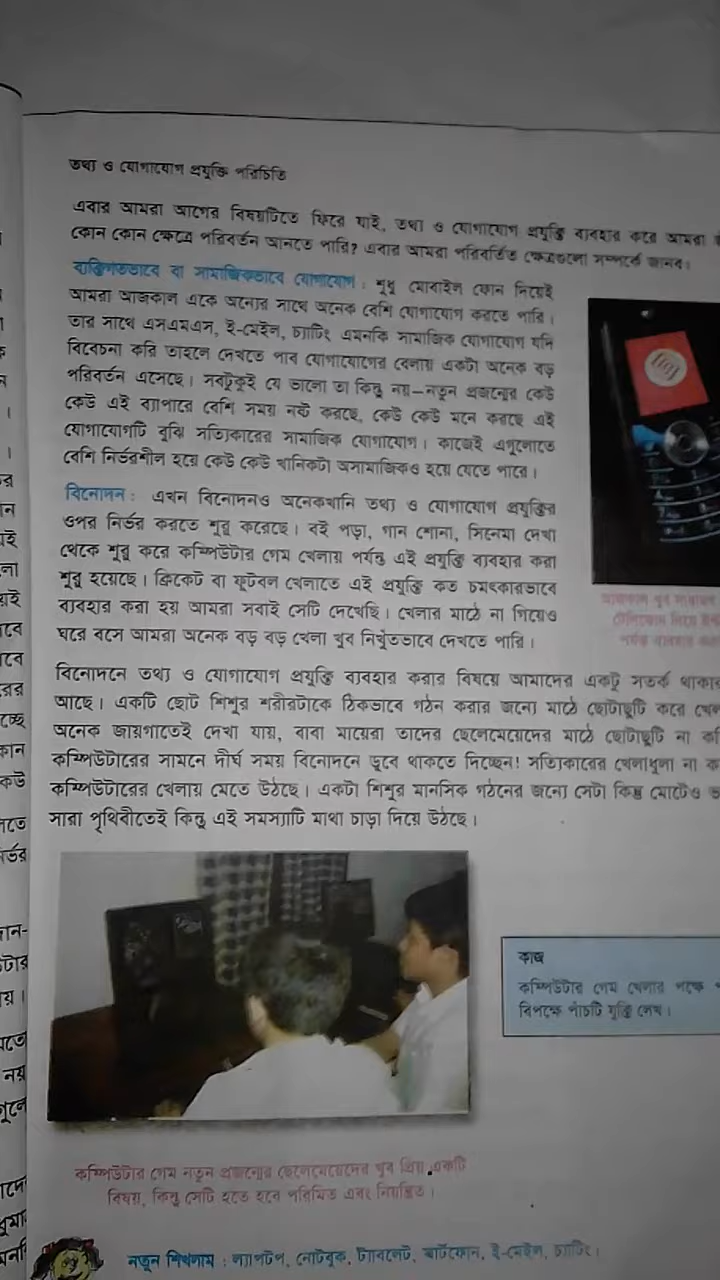 তথ্য ও যোগাযোগ প্রযুক্তি পরিচিতি
এবার আমরা আগের বিষয়টিতে ফিরে যাই, তথ্য ও যোগাযোগ প্রযুক্তি ব্যবহার করে আমরা
কোন কোন ক্ষেত্রে পরিবর্তন আনতে পারি? এবার আমরা পরিবর্তিত ক্ষেত্রগুলো সম্পর্কে জানব।
ব্যক্তিগতভাবে বা সামাজিকভাবে যোগাযোগ : শুধু মোবাইল ফোন দিয়েই
আমরা আজকাল একে অন্যের সাথে অনেক বেশি যোগাযোগ করতে পারি।
তার সাথে এসএমএস, ই-মেইল, চ্যাটিং এমনকি সামাজিক যোগাযোগ যদি
বিবেচনা করি তাহলে দেখতে পাব যোগাযোগের বেলায় একটা অনেক বড়
পরিবর্তন এসেছে। সবটুকুই যে ভালো তা কিন্তু নয়–নতুন প্রজন্মের কেউ
কেউ এই ব্যাপারে বেশি সময় নষ্ট করছে, কেউ কেউ মনে করছে এই
যোগাযোগটি বুঝি সত্যিকারের সামাজিক যোগাযোগ। কাজেই এগুলোতে
বেশি নির্ভরশীল হয়ে কেউ কেউ খানিকটা অসামাজিকও হয়ে যেতে পারে।
বিনোদন : এখন বিনোদনও অনেকখানি তথ্য ও যোগাযোগ প্রযুক্তির
ওপর নির্ভর করতে শুরু করেছে। বই পড়া, গান শোনা, সিনেমা দেখা
থেকে শুরু করে কম্পিউটার গেম খেলায় পর্যন্ত এই প্রযুক্তি ব্যবহার করা
শুরু হয়েছে। ক্রিকেট বা ফুটবল খেলাতে এই প্রযুক্তি কত চমৎকারভাবে
ব্যবহার করা হয় আমরা সবাই সেটি দেখেছি। খেলার মাঠে না গিয়েও
ঘরে বসে আমরা অনেক বড় বড় খেলা খুব নিখুঁতভাবে দেখতে পারি।
বিনোদনে তথ্য ও যোগাযোগ প্রযুক্তি ব্যবহার করার বিষয়ে আমাদের একটু সতর্ক থাকার
আছে। একটি ছোট শিশুর শরীরটাকে ঠিকভাবে গঠন করার জন্যে মাঠে ছোটাছুটি করে
অনেক জায়গাতেই দেখা যায়, বাবা মায়েরা তাদের ছেলেমেয়েদের মাঠে ছোটাছুটি না
কম্পিউটারের সামনে দীর্ঘ সময় বিনোদনে ডুবে থাকতে দিচ্ছেন! সত্যিকারের খেলাধুলা না
কম্পিউটারের খেলায় মেতে উঠছে। একটা শিশুর মানসিক গঠনের জন্যে সেটা কিন্তু মোটেও
সারা পৃথিবীতেই কিন্তু এই সমস্যাটি মাথা চাড়া দিয়ে উঠছে।
কাজ
কম্পিউটার গেম খেলার পক্ষে
বিপক্ষে পাঁচটি যুক্তি লেখ।
কম্পিউটার গেম নতুন প্রজন্মের ছেলেমেয়েদের খুব প্রিয় একটি
বিষয়, কিন্তু সেটি হতে হবে পরিমিত এবং নিয়ন্ত্রিত।
নতুন শিখলাম : ল্যাপটপ, নোটবুক, ট্যাবলেট, স্মার্টফোন, ই-মেইল, চ্যাটিং।